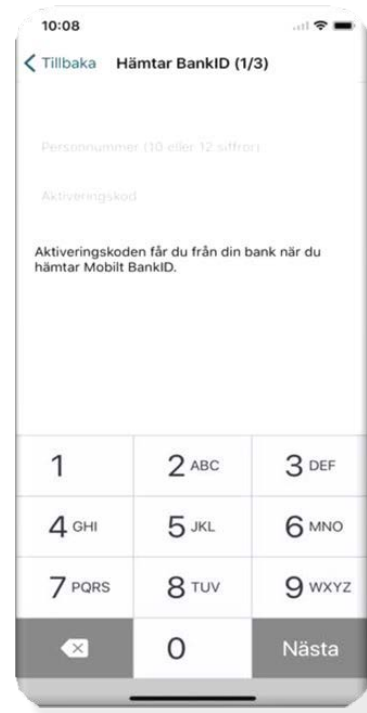 10:08
Tillbaka Hämtar BankID (1/3)
Personnummer (10 eller 12 siffror)
Aktiveringskod
Aktiveringskoden får du från din bank när du
hämtar Mobilt BankID.
1 2 ABC 3 DEF
4 GHI 5 JKL 6 MNO
7 PQRS 8 TUV 9 WXYZ
0 Nästa